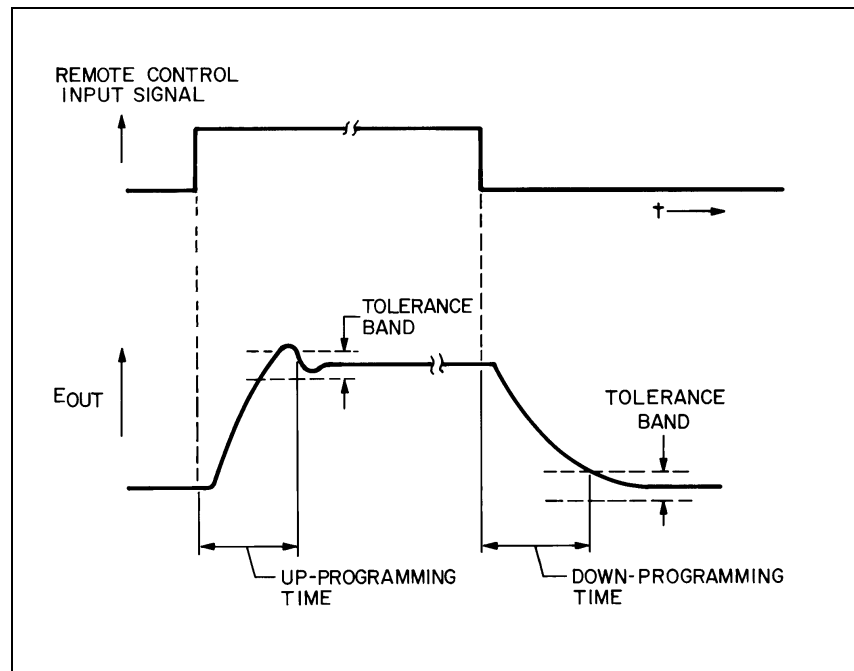 REMOTE CONTROL
INPUT SIGNAL
t
TOLERANCE
BAND
EOUT
TOLERANCE
BAND
UP-PROGRAMMING
TIME
DOWN-PROGRAMMING
TIME